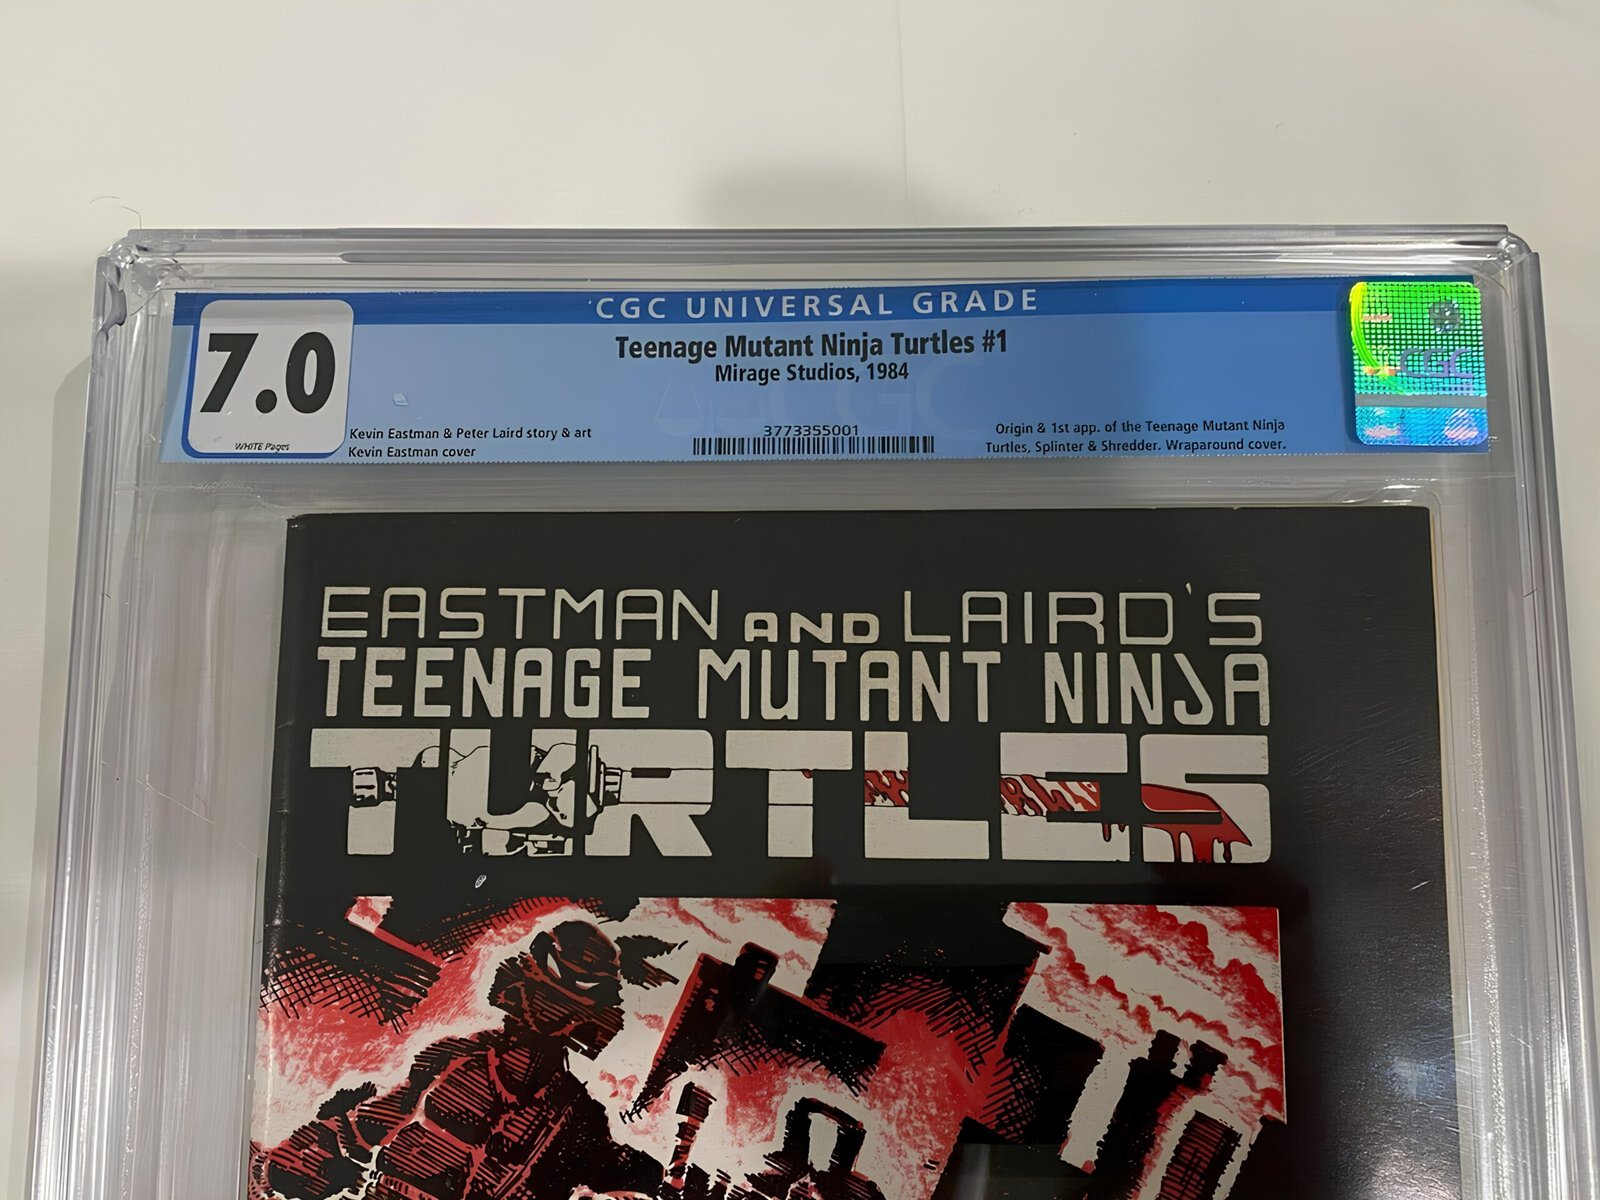 CGC UNIVERSAL GRADE
7.0
WHITE Pages
Teenage Mutant Ninja Turtles #1
Mirage Studios, 1984
Kevin Eastman & Peter Laird story & art
Kevin Eastman cover
3773355001
Origin & 1st app. of the Teenage Mutant Ninja
Turtles, Splinter & Shredder. Wraparound cover.
CGC
CGC
EASTMAN AND LAIRD'S
TEENAGE MUTANT NINJA
TURTLES